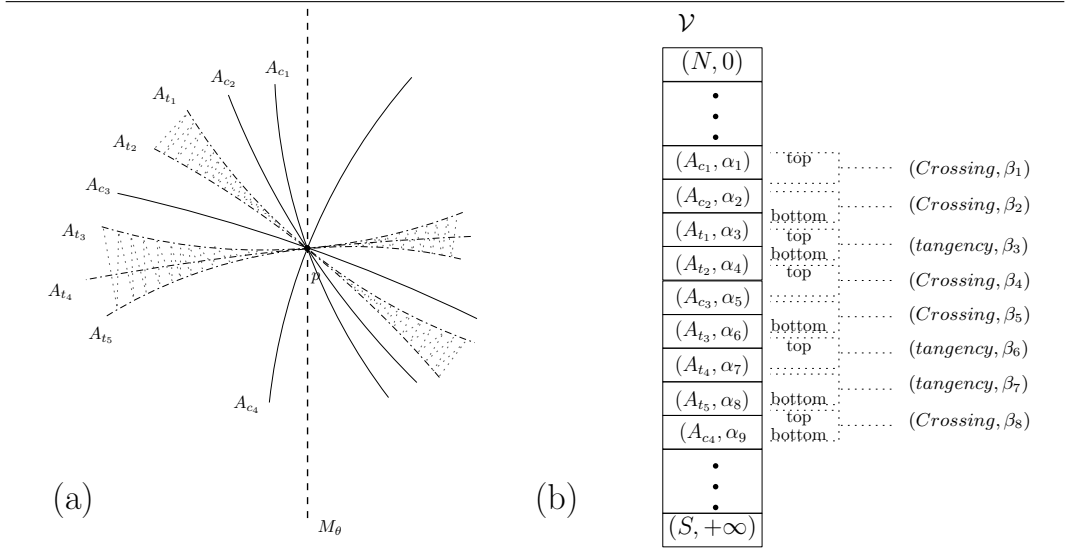 A_{c_1}
A_{c_2}
A_{t_1}
A_{t_2}
A_{c_3}
A_{t_3}
A_{t_4}
A_{t_5}
p
A_{c_4}
M_θ
(a)
𝒱
(N, 0)
(A_{c_1}, α_1)
(A_{c_2}, α_2)
(A_{t_1}, α_3)
(A_{t_2}, α_4)
(A_{c_3}, α_5)
(A_{t_3}, α_6)
(A_{t_4}, α_7)
(A_{t_5}, α_8)
(A_{c_4}, α_9
(S, +∞)
top
bottom
top
bottom
top
bottom
top
bottom
top
bottom
(Crossing, β_1)
(Crossing, β_2)
(tangency, β_3)
(Crossing, β_4)
(Crossing, β_5)
(tangency, β_6)
(tangency, β_7)
(Crossing, β_8)
(b)